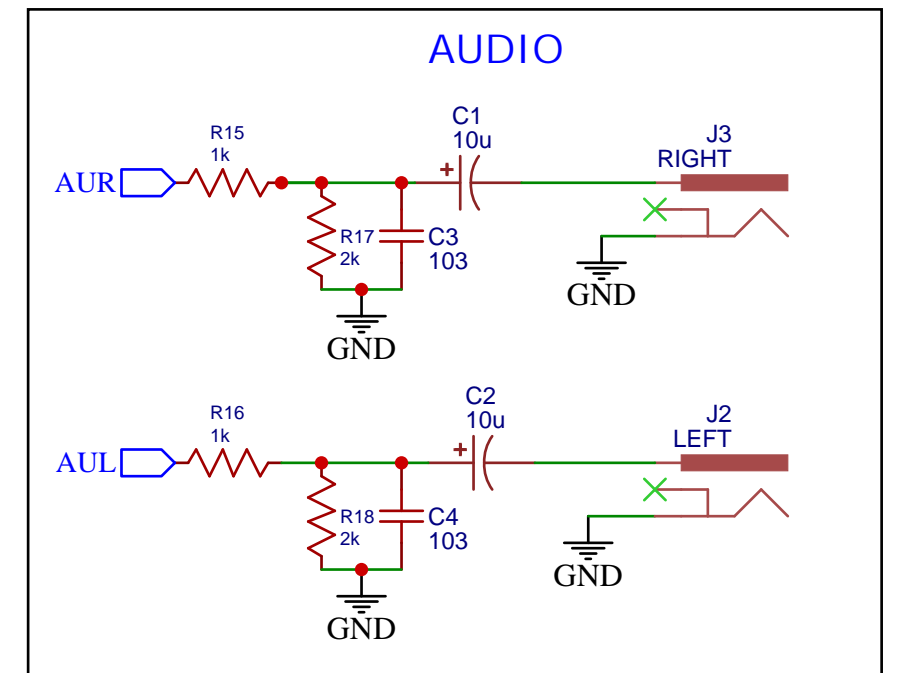 AUDIO
R15
1k
AUR
C1
10u
+
J3
RIGHT
R17
2k
C3
103
GND
GND
R16
1k
AUL
C2
10u
+
J2
LEFT
R18
2k
C4
103
GND
GND